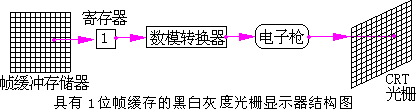 寄存器
1
数模转换器
电子枪
帧缓冲存储器
CRT
光栅
具有1位帧缓存的黑白灰度光栅显示器结构图